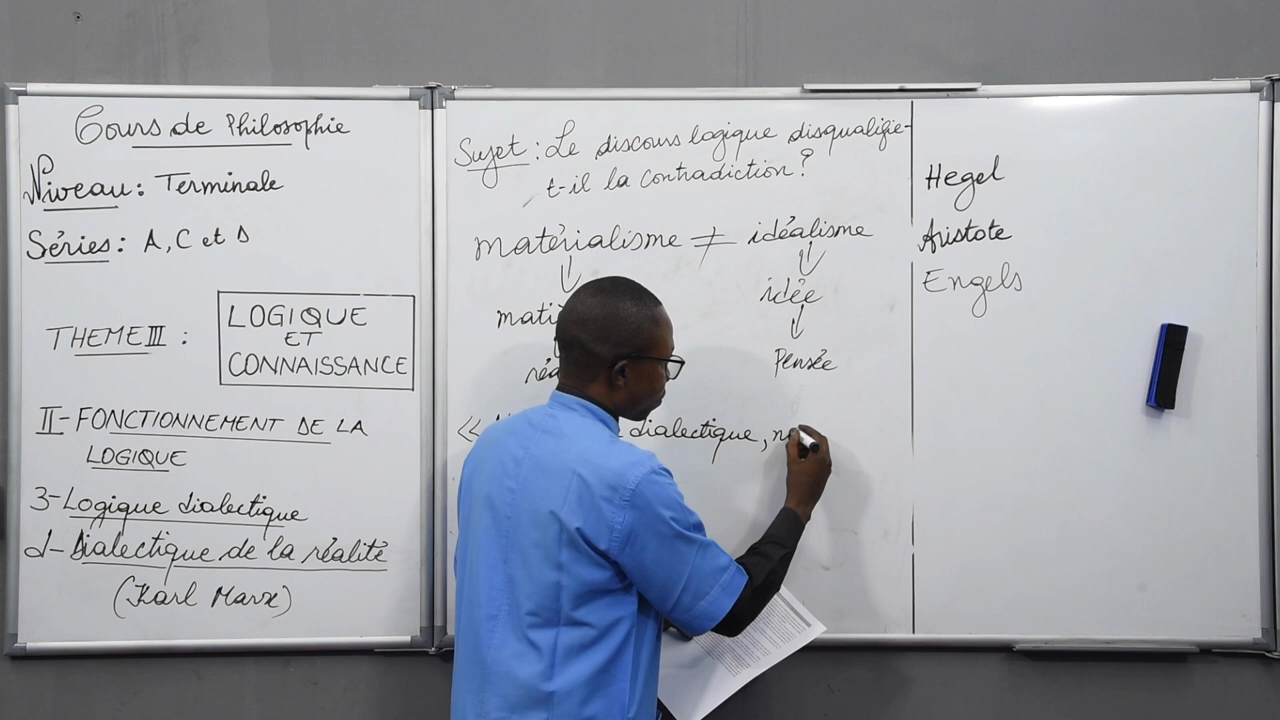 Cours de Philosophie
Niveau : Terminale
Séries : A, C et D
THEME III :
LOGIQUE
ET
CONNAISSANCE
II- FONCTIONNEMENT DE LA
LOGIQUE
3- Logique dialectique
d- Dialectique de la réalité
(Karl Marx)
Sujet : Le discours logique disqualifie-
t-il la contradiction ?
matérialisme ≠ idéalisme
idée
Pensée
« dialectique,
Hegel
Aristote
Engels